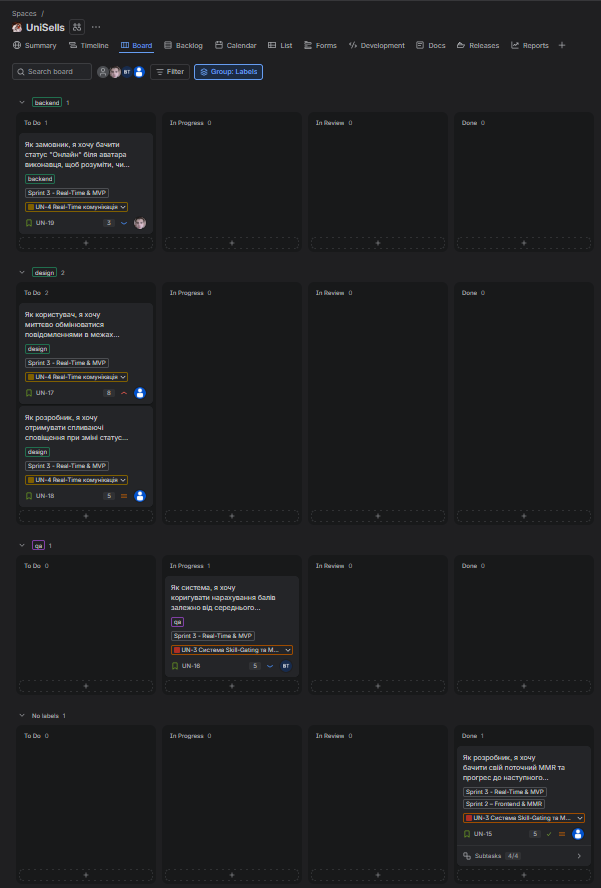 Spaces /
UniSells
Summary Timeline Board Backlog Calendar List Forms Development Docs Releases Reports
Search board BT Filter Group: Labels
backend 1
To Do 1 In Progress 0 In Review 0 Done 0
Як замовник, я хочу бачити
статус "Онлайн" біля аватара
виконавця, щоб розуміти, чи...
backend
Sprint 3 - Real-Time & MVP
UN-4 Real-Time комунікація
UN-19 3
design 2
To Do 2 In Progress 0 In Review 0 Done 0
Як користувач, я хочу
миттєво обмінюватися
повідомленнями в межах...
design
Sprint 3 - Real-Time & MVP
UN-4 Real-Time комунікація
UN-17 8
Як розробник, я хочу
отримувати спливаючі
сповіщення при зміні статус...
design
Sprint 3 - Real-Time & MVP
UN-4 Real-Time комунікація
UN-18 5
qa 1
To Do 0 In Progress 1 In Review 0 Done 0
Як система, я хочу
коригувати нарахування балів
залежно від середнього...
qa
Sprint 3 - Real-Time & MVP
UN-3 Система Skill-Gating та M...
UN-16 5 BT
No labels 1
To Do 0 In Progress 0 In Review 0 Done 1
Як розробник, я хочу
бачити свій поточний MMR та
прогрес до наступного...
Sprint 3 - Real-Time & MVP
Sprint 2 – Frontend & MMR
UN-3 Система Skill-Gating та M...
UN-15 5
Subtasks 4/4